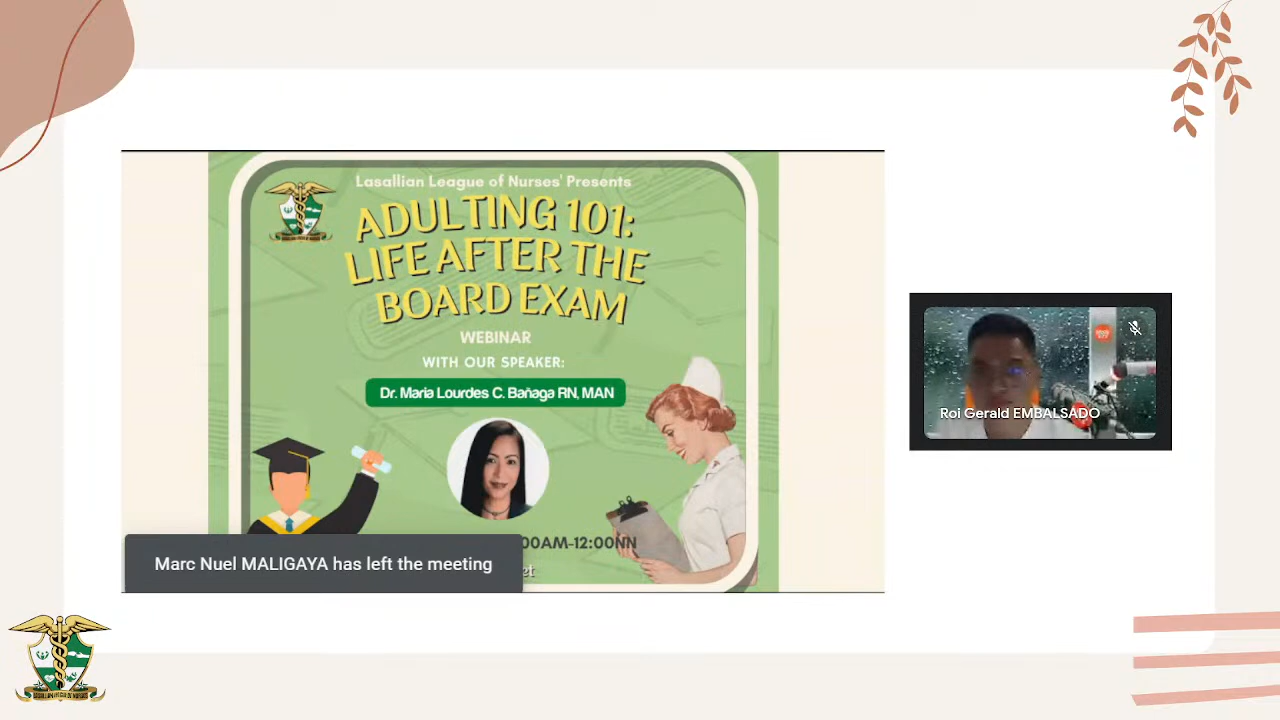 Lasallian League of Nurses' Presents
ADULTING 101:
LIFE AFTER THE
BOARD EXAM
WEBINAR
WITH OUR SPEAKER:
Dr. Maria Lourdes C. Bañaga RN, MAN
00AM-12:00NN
Marc Nuel MALIGAYA has left the meeting
Roi Gerald EMBALSADO